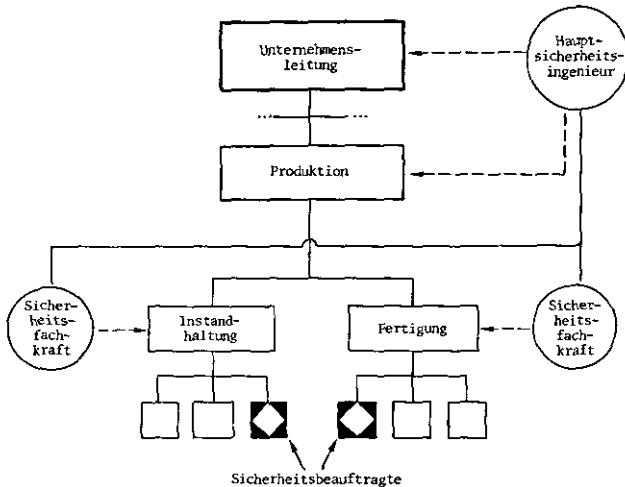 Unternehmens-
leitung
Haupt-
sicherheits-
ingenieur
Produktion
Sicher-
heits-
fach-
kraft
Instand-
haltung
Fertigung
Sicher-
heits-
fach-
kraft
Sicherheitsbeauftragte